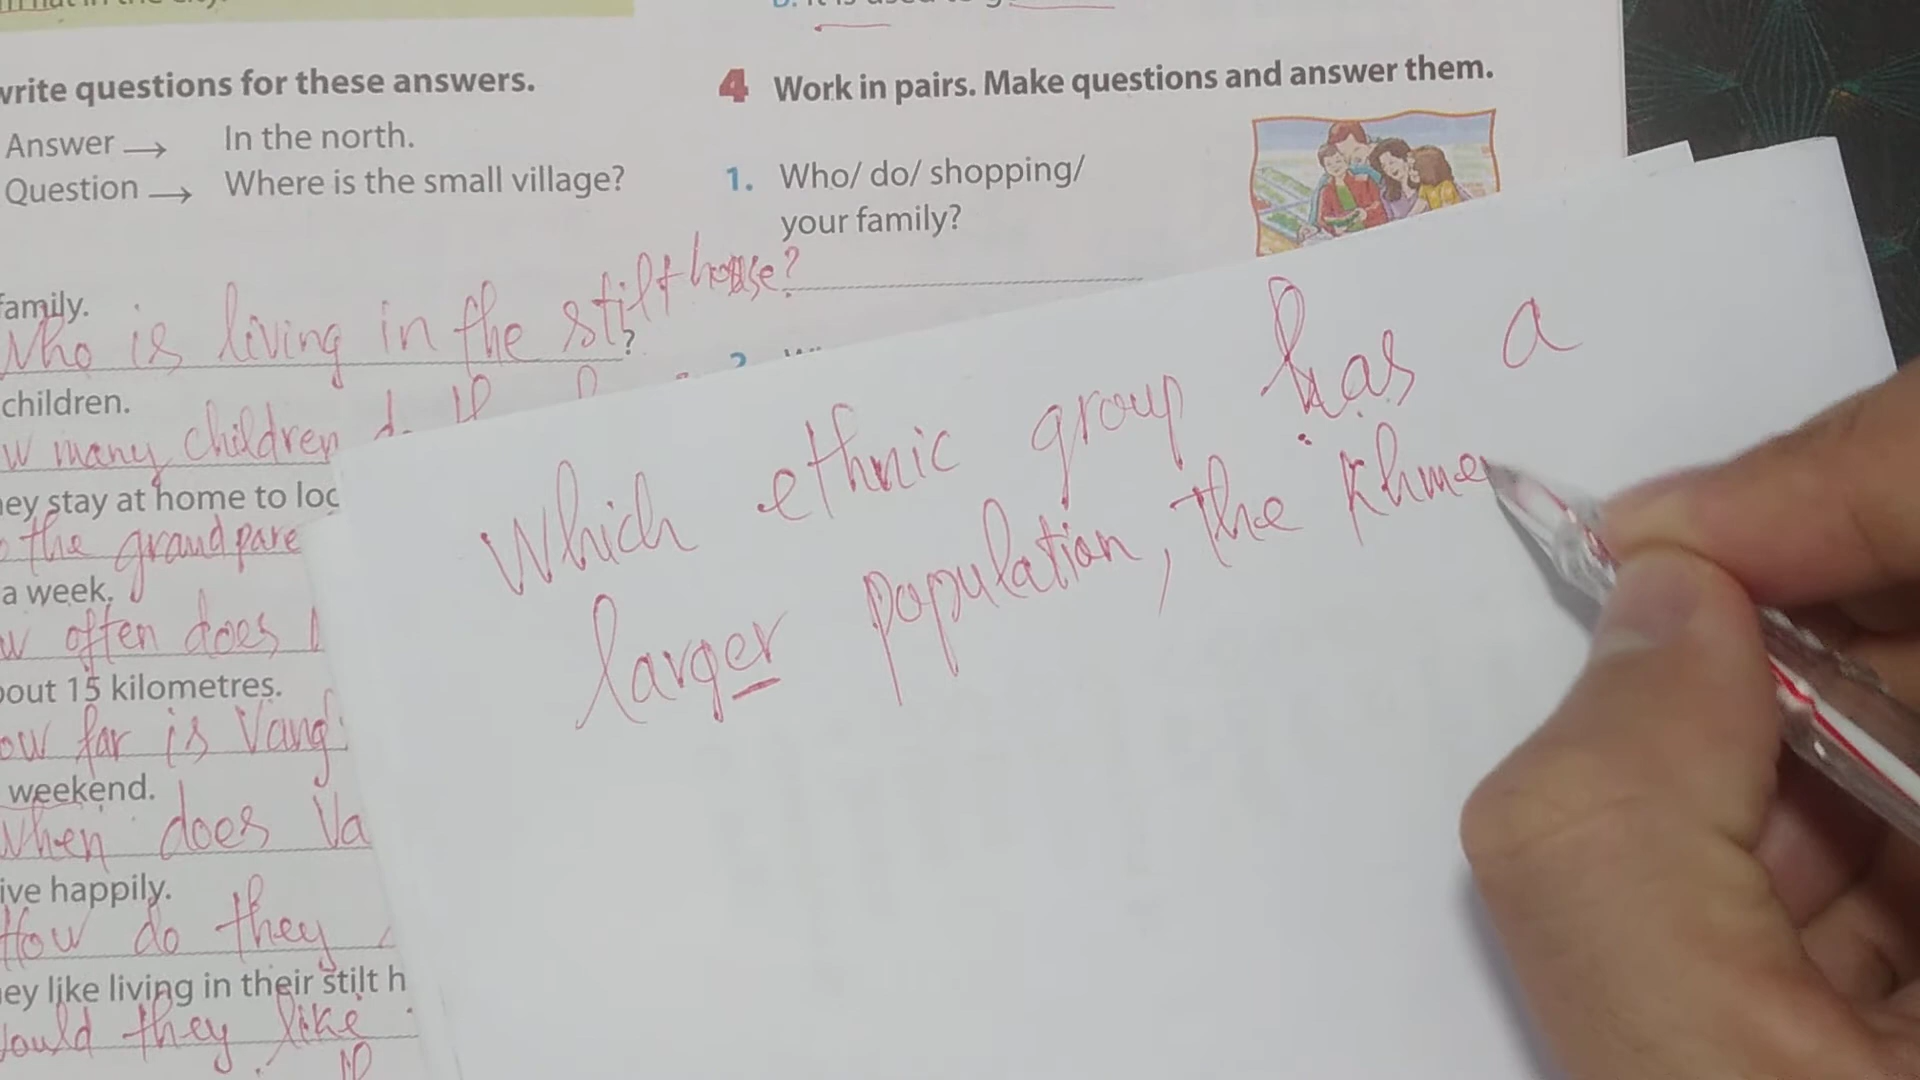 write questions for these answers.
Answer → In the north.
Question → Where is the small village?
family.
Who is living in the stilt house?
?
children.
many children
ey stay at home to loc
the grandpare
a week.
often does
out 15 kilometres.
ow far is Vang
weekend.
When does Va
ive happily.
How do they
ey like living in their stilt h
ould they like
4 Work in pairs. Make questions and answer them.
1. Who/ do/ shopping/
your family?
2
Which ethnic group has a
larger population, the Khme